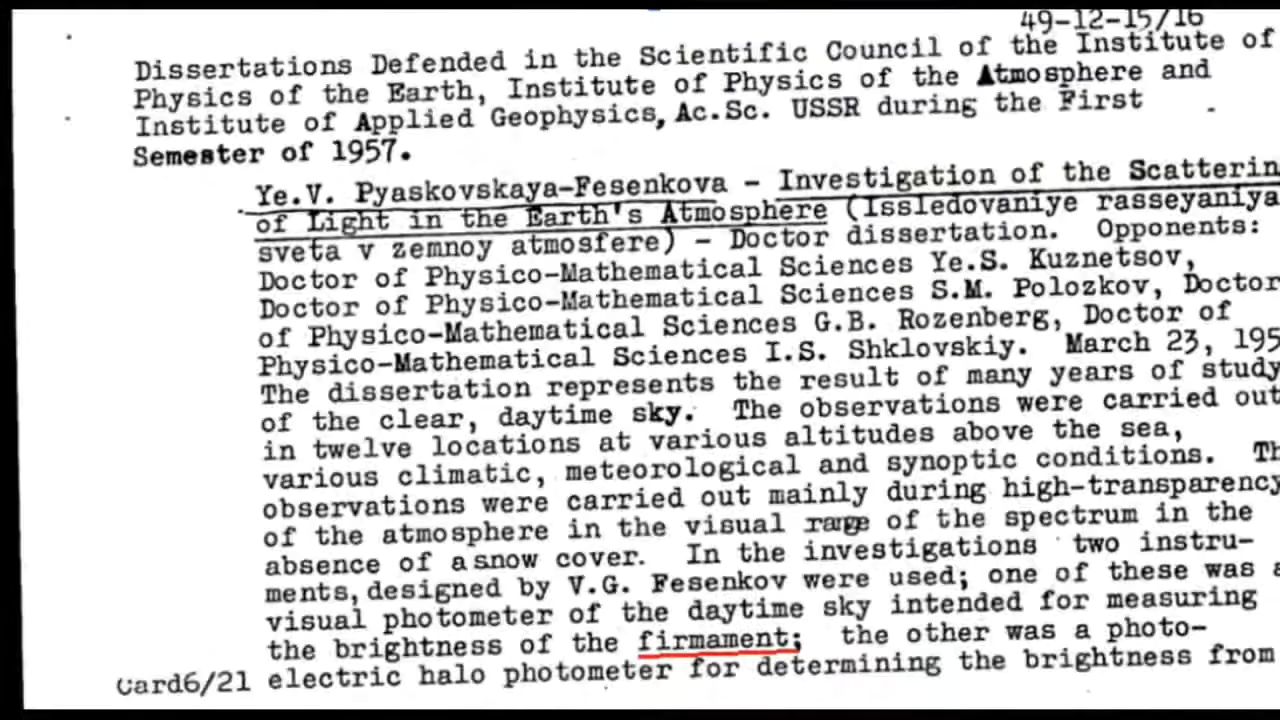 49-12-15/16
Dissertations Defended in the Scientific Council of the Institute of
Physics of the Earth, Institute of Physics of the Atmosphere and
Institute of Applied Geophysics, Ac.Sc. USSR during the First
Semester of 1957.
Ye.V. Pyaskovskaya-Fesenkova - Investigation of the Scatterin
of Light in the Earth's Atmosphere (Issledovaniye rasseyaniya
sveta v zemnoy atmosfere) - Doctor dissertation. Opponents:
Doctor of Physico-Mathematical Sciences Ye.S. Kuznetsov,
Doctor of Physico-Mathematical Sciences S.M. Polozkov, Doctor
of Physico-Mathematical Sciences G.B. Rozenberg, Doctor of
Physico-Mathematical Sciences I.S. Shklovskiy. March 23, 195
The dissertation represents the result of many years of study
of the clear, daytime sky. The observations were carried out
in twelve locations at various altitudes above the sea,
various climatic, meteorological and synoptic conditions. Th
observations were carried out mainly during high-transparency
of the atmosphere in the visual range of the spectrum in the
absence of a snow cover. In the investigations two instru-
ments, designed by V.G. Fesenkov were used; one of these was a
visual photometer of the daytime sky intended for measuring
the brightness of the firmament; the other was a photo-
Card6/21 electric halo photometer for determining the brightness from